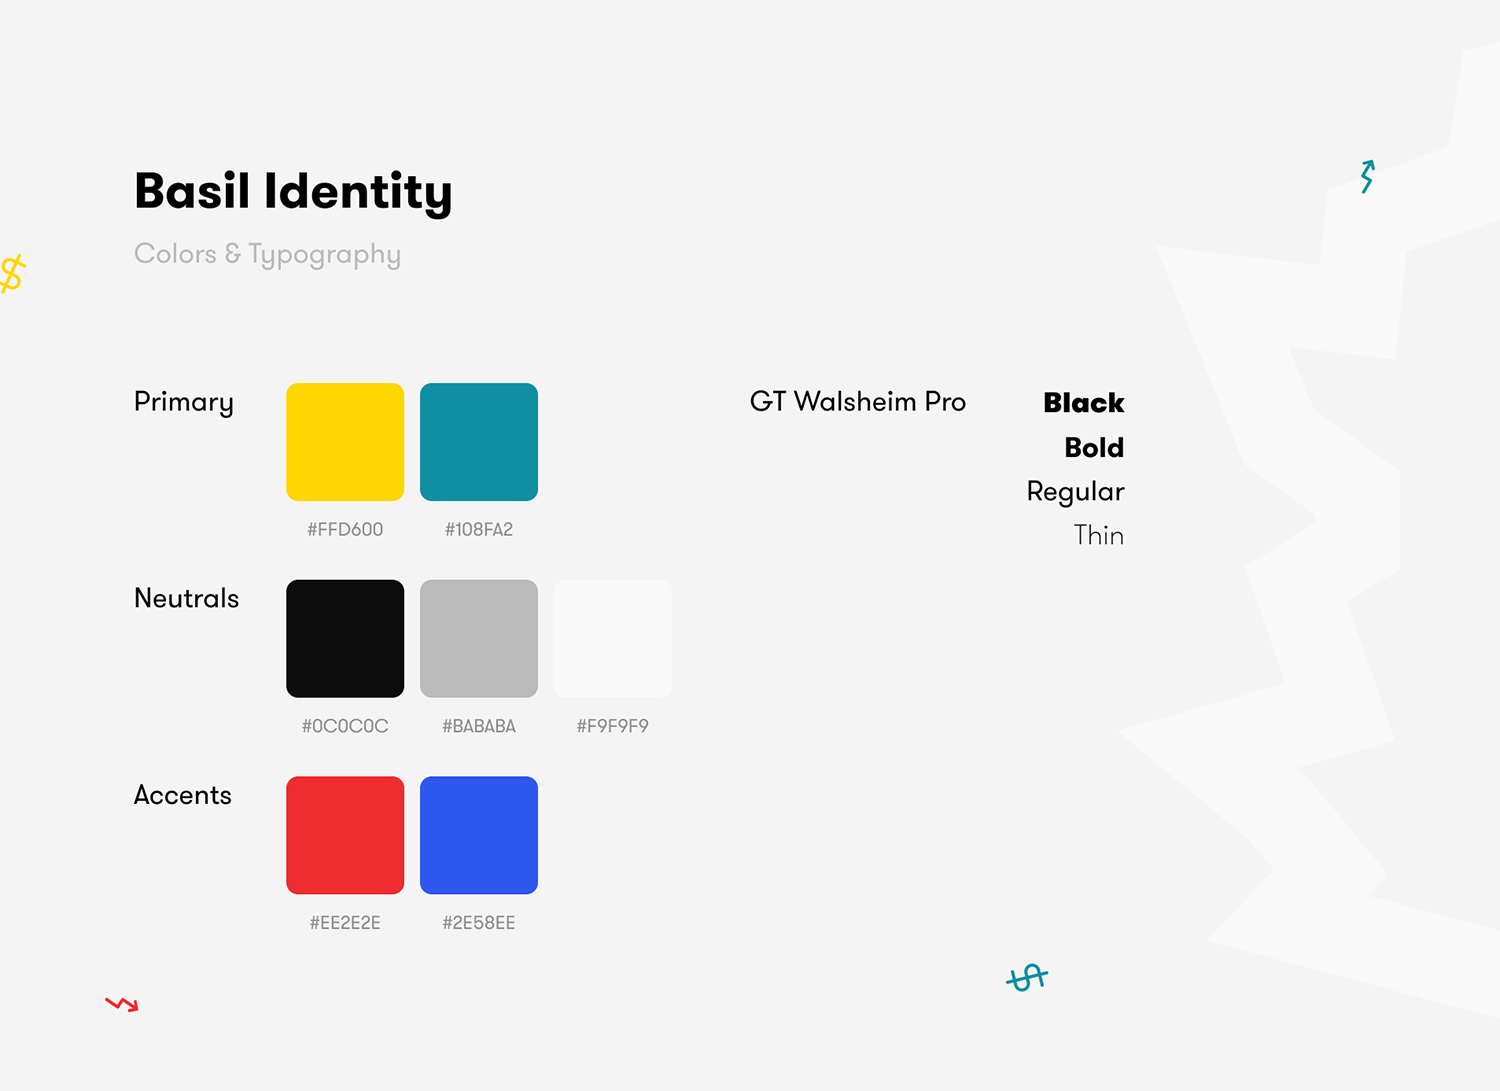 Basil Identity
Colors & Typography
$
Primary
#FFD600
#108FA2
Neutrals
#0C0C0C
#BABABA
#F9F9F9
Accents
#EE2E2E
#2E58EE
GT Walsheim Pro
Black
Bold
Regular
Thin
$